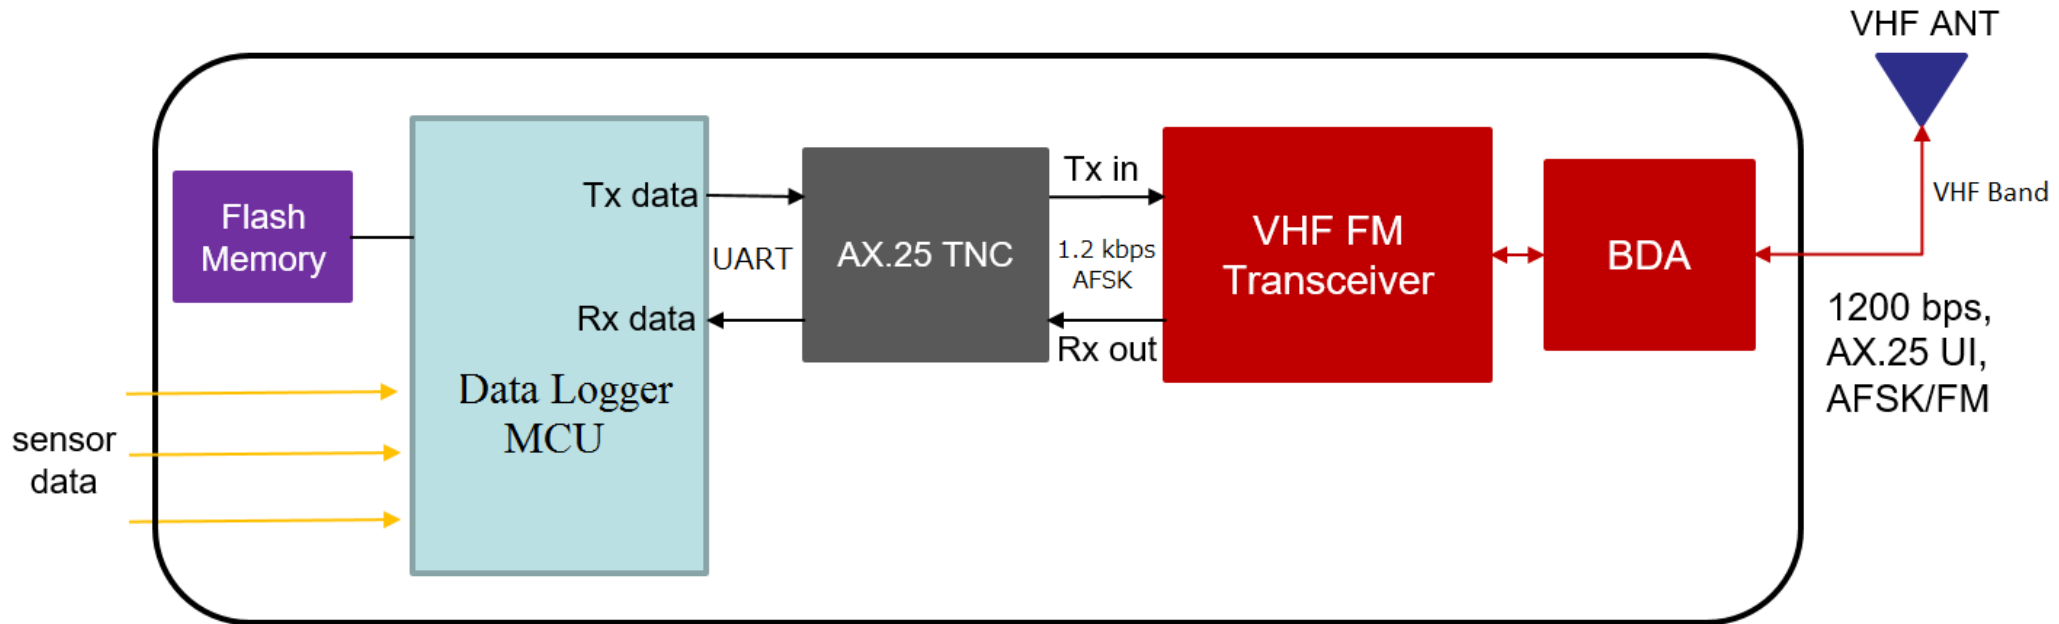 VHF ANT
Flash
Memory
Tx data
UART
Rx data
Data Logger
MCU
AX.25 TNC
Tx in
1.2 kbps
AFSK
Rx out
VHF FM
Transceiver
BDA
VHF Band
1200 bps,
AX.25 UI,
AFSK/FM
sensor
data